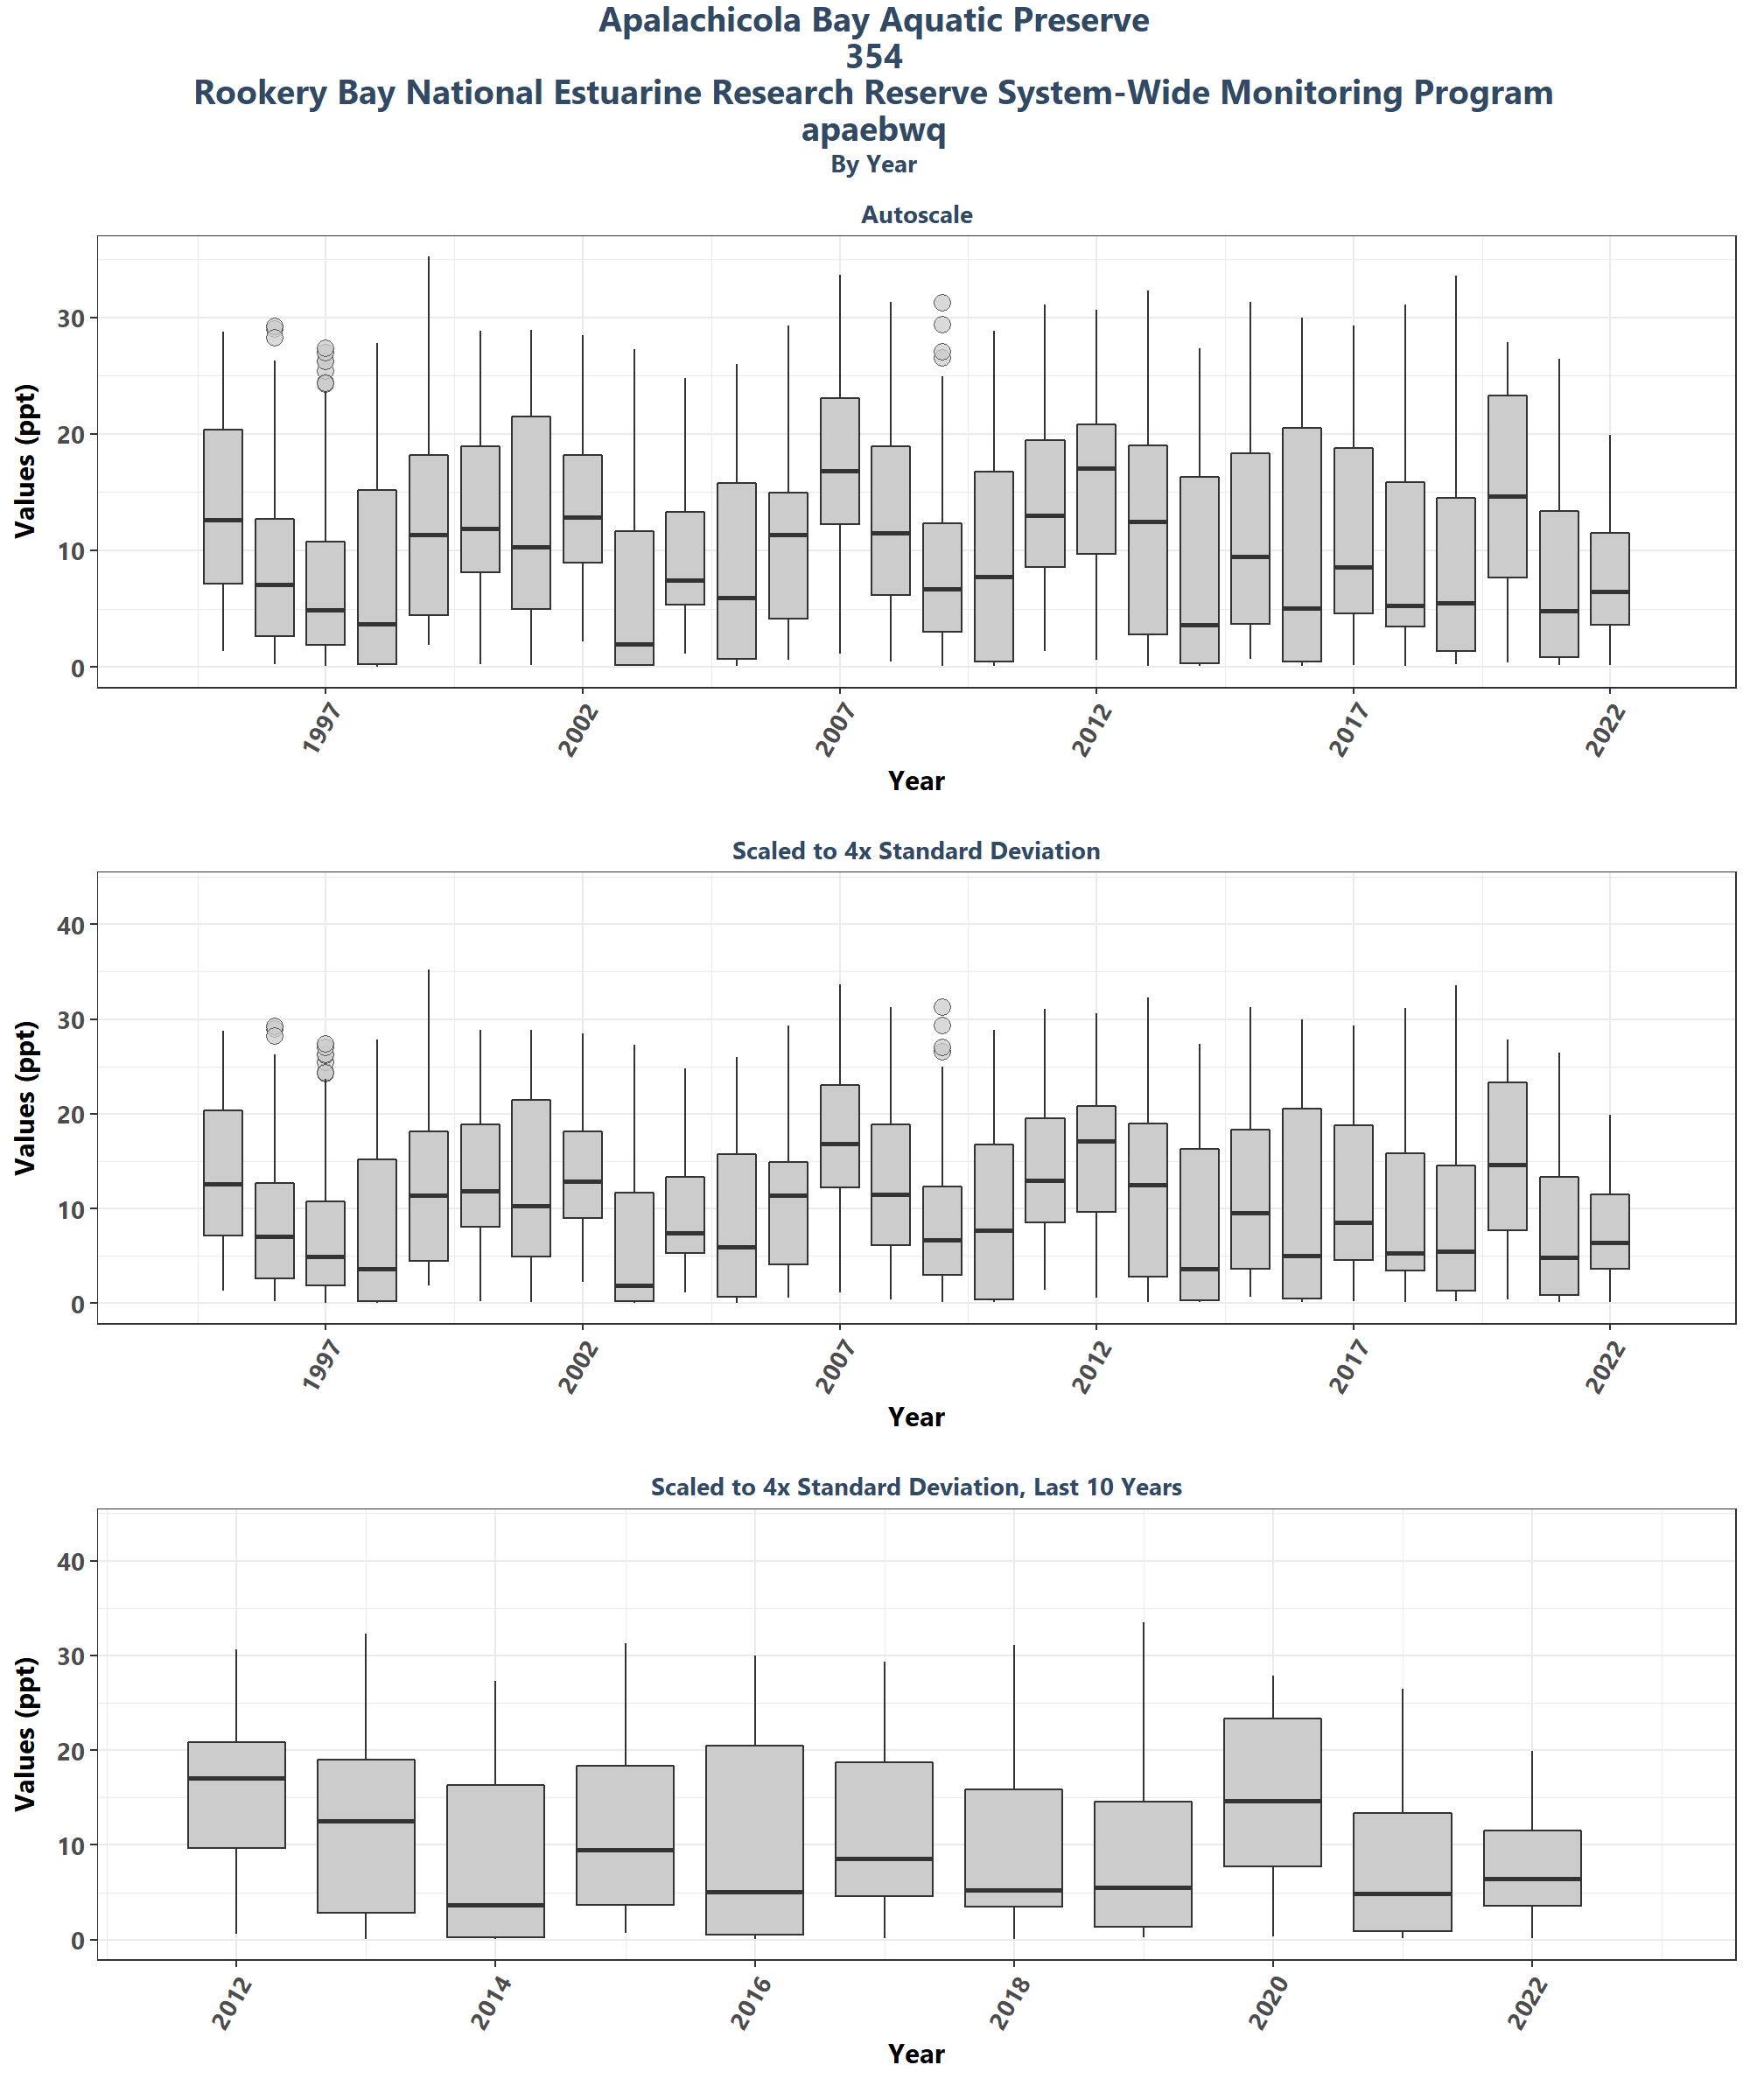 Apalachicola Bay Aquatic Preserve
354
Rookery Bay National Estuarine Research Reserve System-Wide Monitoring Program
apaebwq
By Year
Autoscale
Values (ppt)
30
20
10
0
1997
2002
2007
2012
2017
2022
Year
Scaled to 4x Standard Deviation
Values (ppt)
40
30
20
10
0
1997
2002
2007
2012
2017
2022
Year
Scaled to 4x Standard Deviation, Last 10 Years
Values (ppt)
40
30
20
10
0
2012
2014
2016
2018
2020
2022
Year